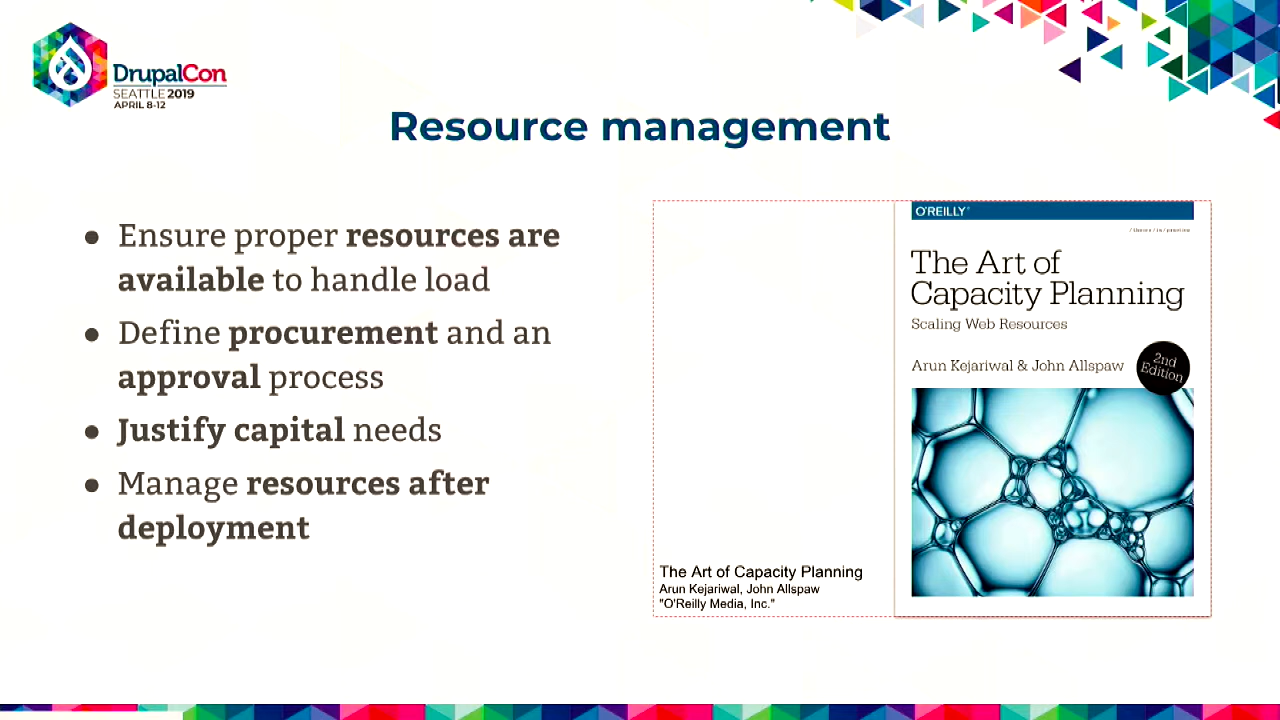 DrupalCon
SEATTLE 2019
APRIL 8-12
Resource management
● Ensure proper resources are
available to handle load
● Define procurement and an
approval process
● Justify capital needs
● Manage resources after
deployment
O'REILLY®
The Art of
Capacity Planning
Scaling Web Resources
Arun Kejariwal & John Allspaw
2nd
Edition
The Art of Capacity Planning
Arun Kejariwal, John Allspaw
"O'Reilly Media, Inc."